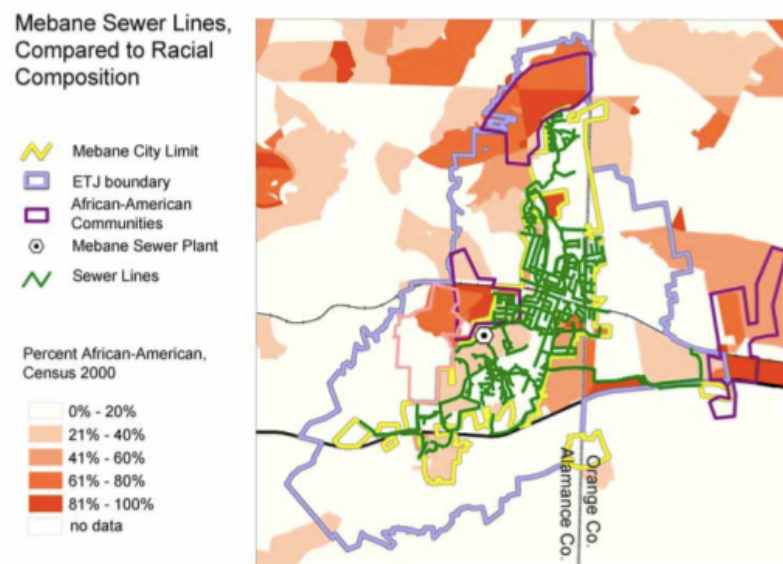 Mebane Sewer Lines,
Compared to Racial
Composition
Mebane City Limit
ETJ boundary
African-American
Communities
Mebane Sewer Plant
Sewer Lines
Percent African-American,
Census 2000
0% - 20%
21% - 40%
41% - 60%
61% - 80%
81% - 100%
no data
Orange Co.
Alamance Co.